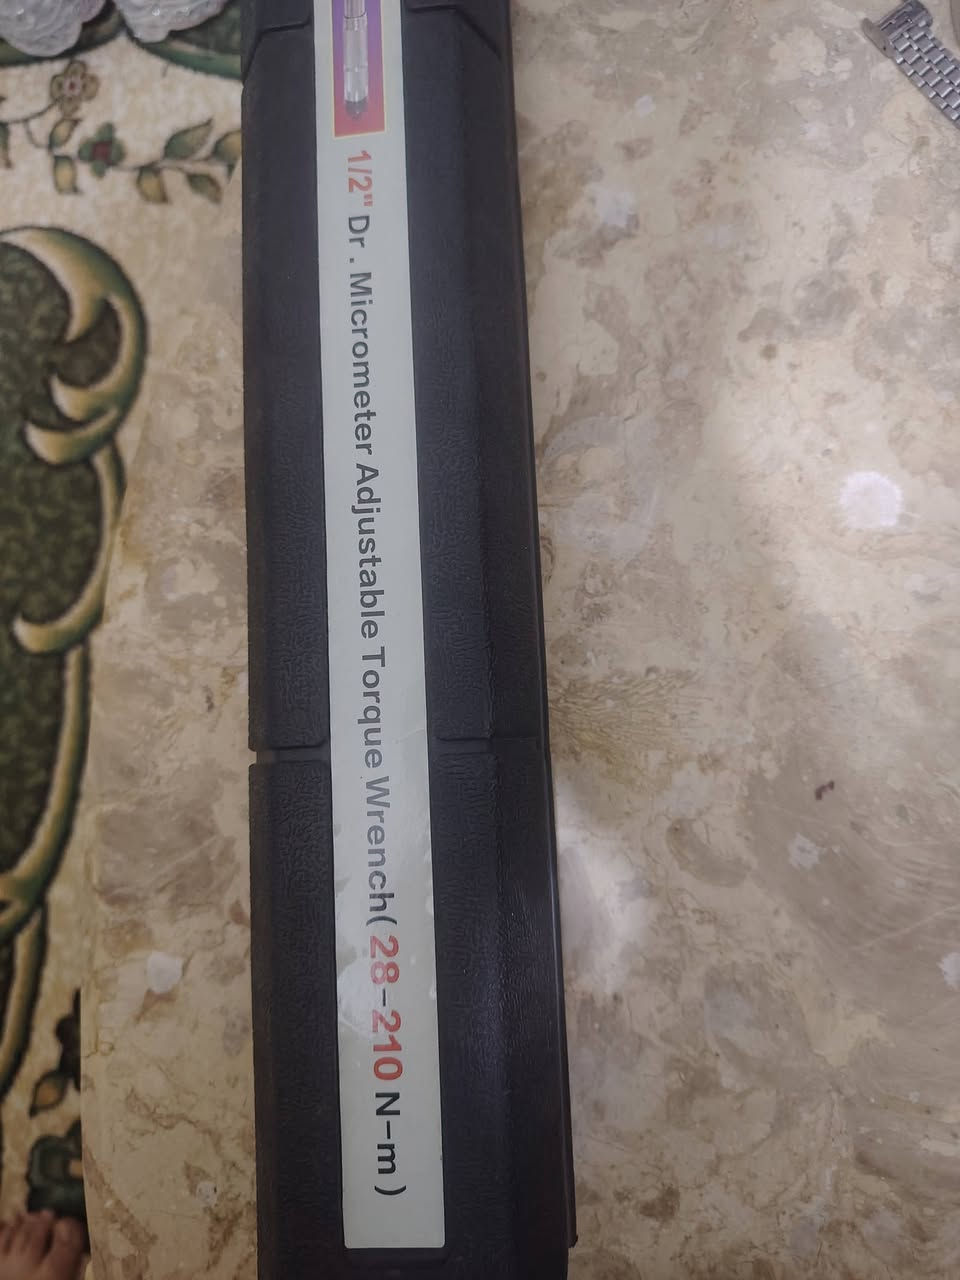 1/2" Dr . Micrometer Adjustable Torque Wrench( 28-210 N-m )